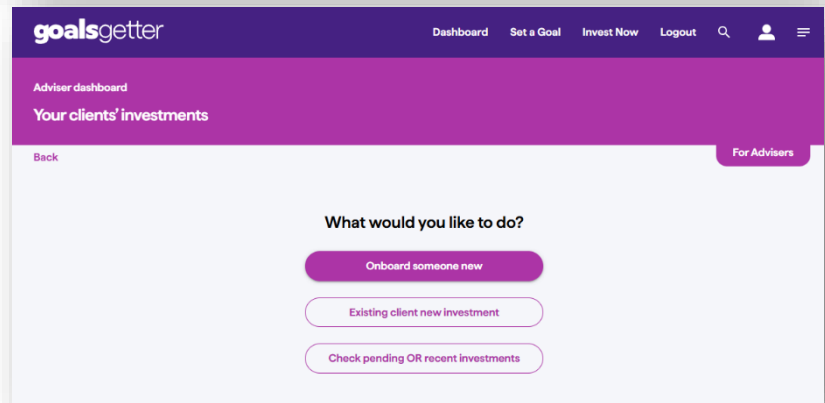 goalsgetter
Dashboard Set a Goal Invest Now Logout
Adviser dashboard
Your clients' investments
Back
For Advisers
What would you like to do?
Onboard someone new
Existing client new investment
Check pending OR recent investments